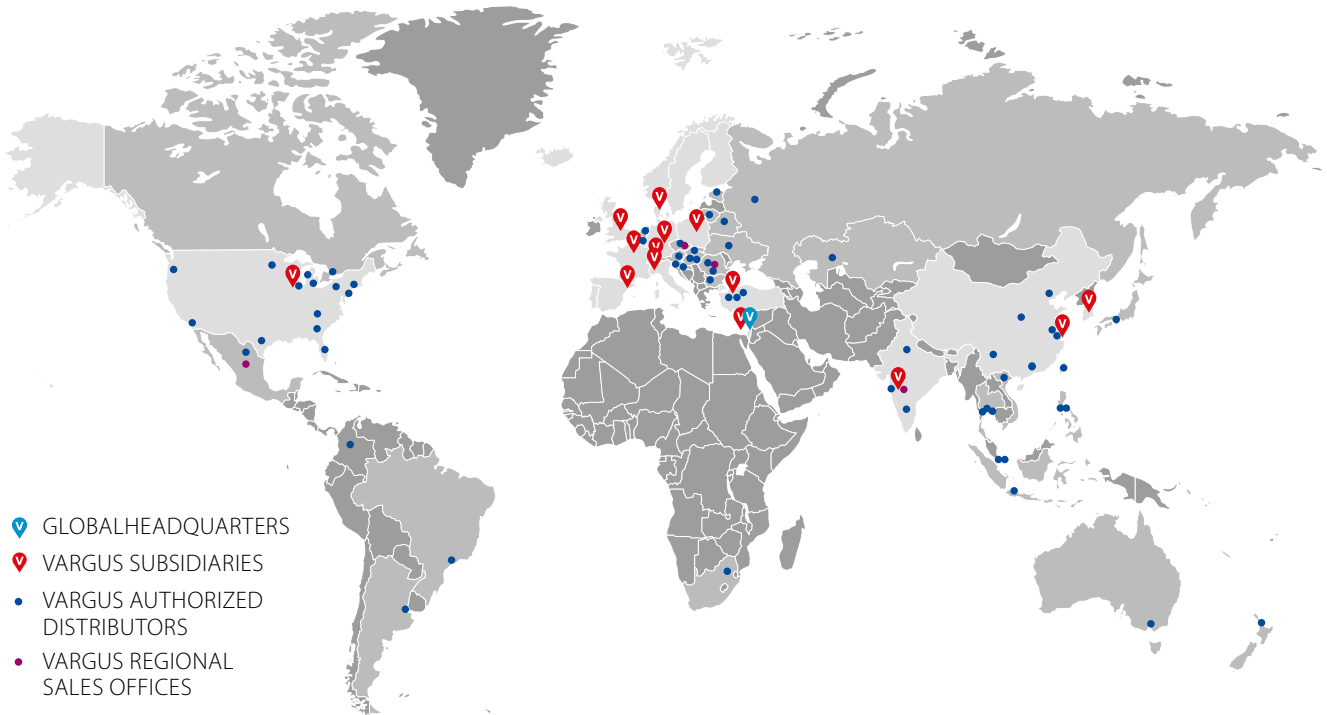 GLOBALHEADQUARTERS
VARGUS SUBSIDIARIES
VARGUS AUTHORIZED
DISTRIBUTORS
VARGUS REGIONAL
SALES OFFICES